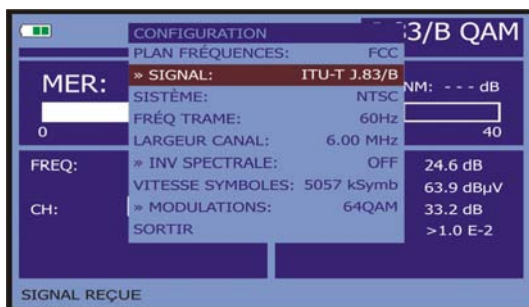 CONFIGURATION
.83/B QAM
PLAN FRÉQUENCES: FCC
» SIGNAL: ITU-T J.83/B
MER: NM: --- dB
SISTÈME: NTSC
FRÉQ TRAME: 60Hz
0 40
LARGEUR CANAL: 6.00 MHz
FREQ: » INV SPECTRALE: OFF 24.6 dB
VITESSE SYMBOLES: 5057 kSymb 63.9 dBµV
CH: » MODULATIONS: 64QAM 33.2 dB
SORTIR >1.0 E-2
SIGNAL REÇUE